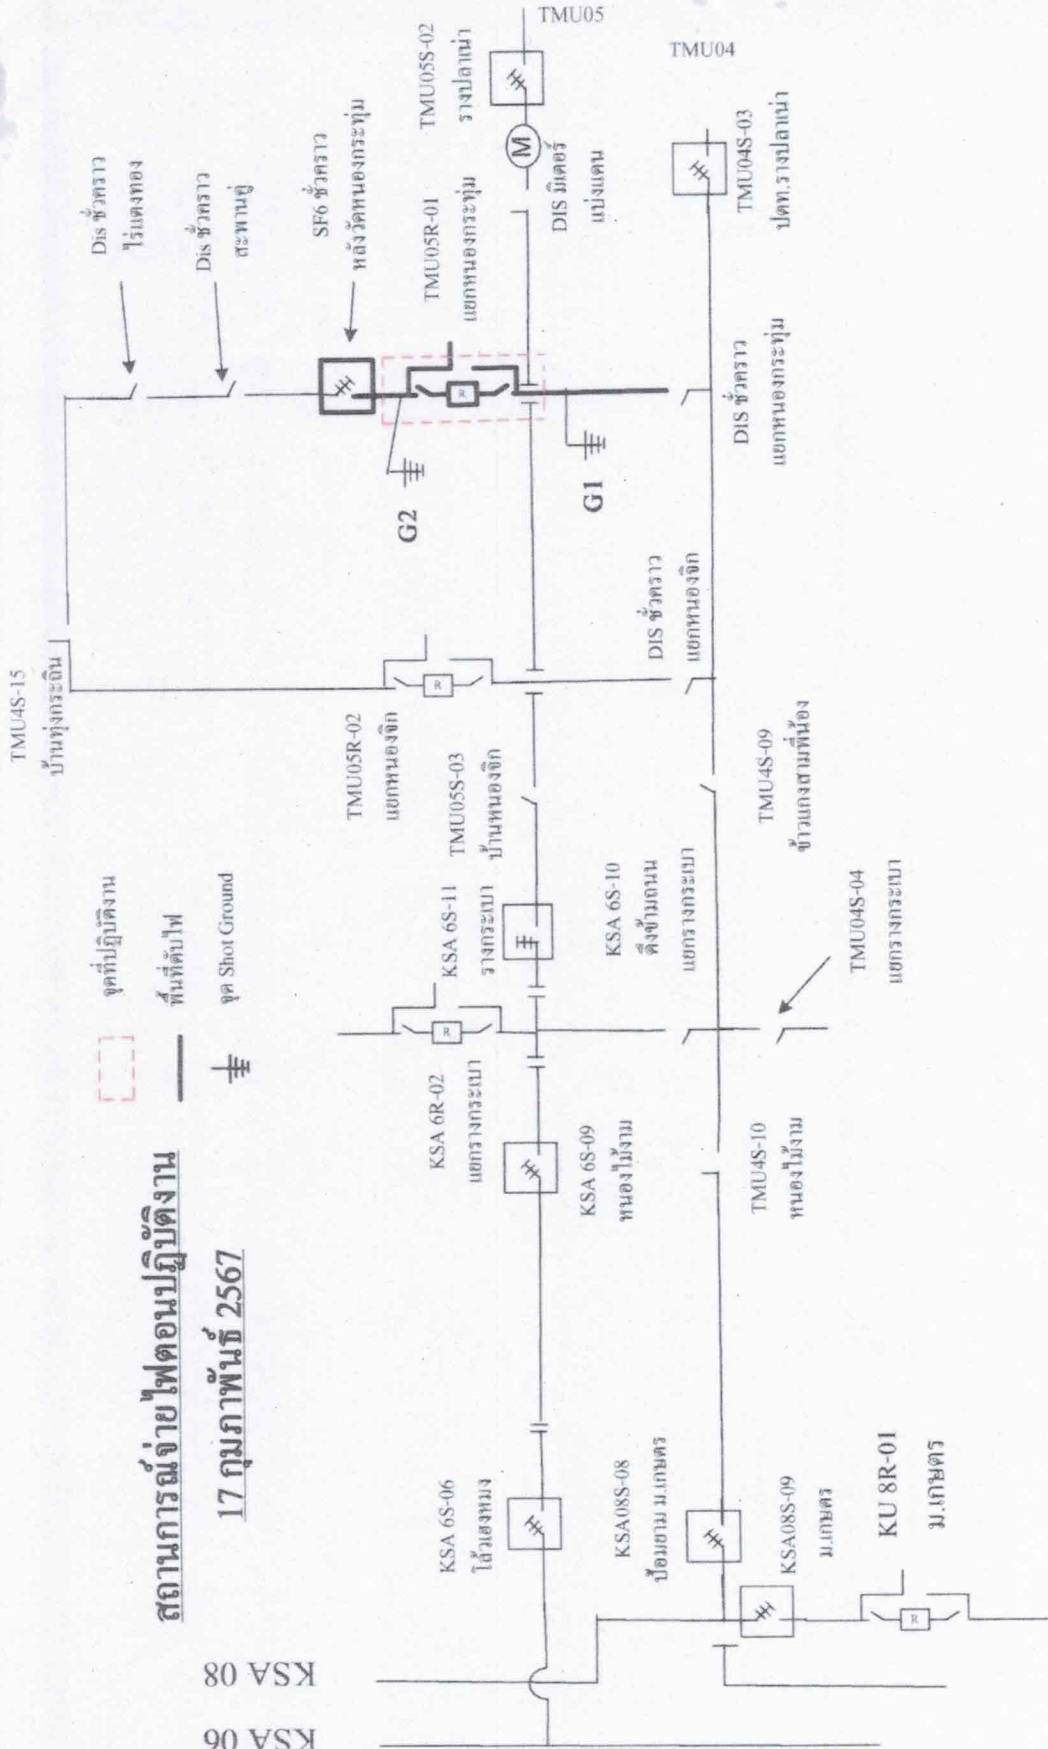 สถานการณ์จ่ายไฟตอนปฏิบัติงาน
17 กุมภาพันธ์ 2567
จุดที่ปฏิบัติงาน
พื้นที่ดับไฟ
จุด Shot Ground
TMU4S-15
บ้านทุ่งกระถิน
Dis ชั่วคราว
ไร่แตงทอง
Dis ชั่วคราว
สะพานคู่
SF6 ชั่วคราว
หลังวัดหนองกระทุ่ม
TMU05R-01
แยกหนองกระทุ่ม
TMU05S-02
รางปลาเน่า
TMU05
M
DIS มิเตอร์
แบ่งแดน
TMU04
TMU04S-03
ปตท.รางปลาเน่า
R
G2
G1
DIS ชั่วคราว
แยกหนองกระทุ่ม
DIS ชั่วคราว
แยกหนองจิก
R
TMU05R-02
แยกหนองจิก
TMU05S-03
บ้านหนองจิก
KSA 6S-11
รางกระเบา
KSA 6S-10
ดึงข้ามถนน
แยกรางกระเบา
TMU4S-09
ข้าวแกงสามพี่น้อง
TMU04S-04
แยกรางกระเบา
R
KSA 6R-02
แยกรางกระเบา
KSA 6S-09
หนองไม้งาม
TMU4S-10
หนองไม้งาม
KSA 6S-06
โล้วเฮงหมง
KSA08S-08
ป้อมยาม ม.เกษตร
KSA08S-09
ม.เกษตร
KU 8R-01
ม.เกษตร
R
KSA 08
KSA 06